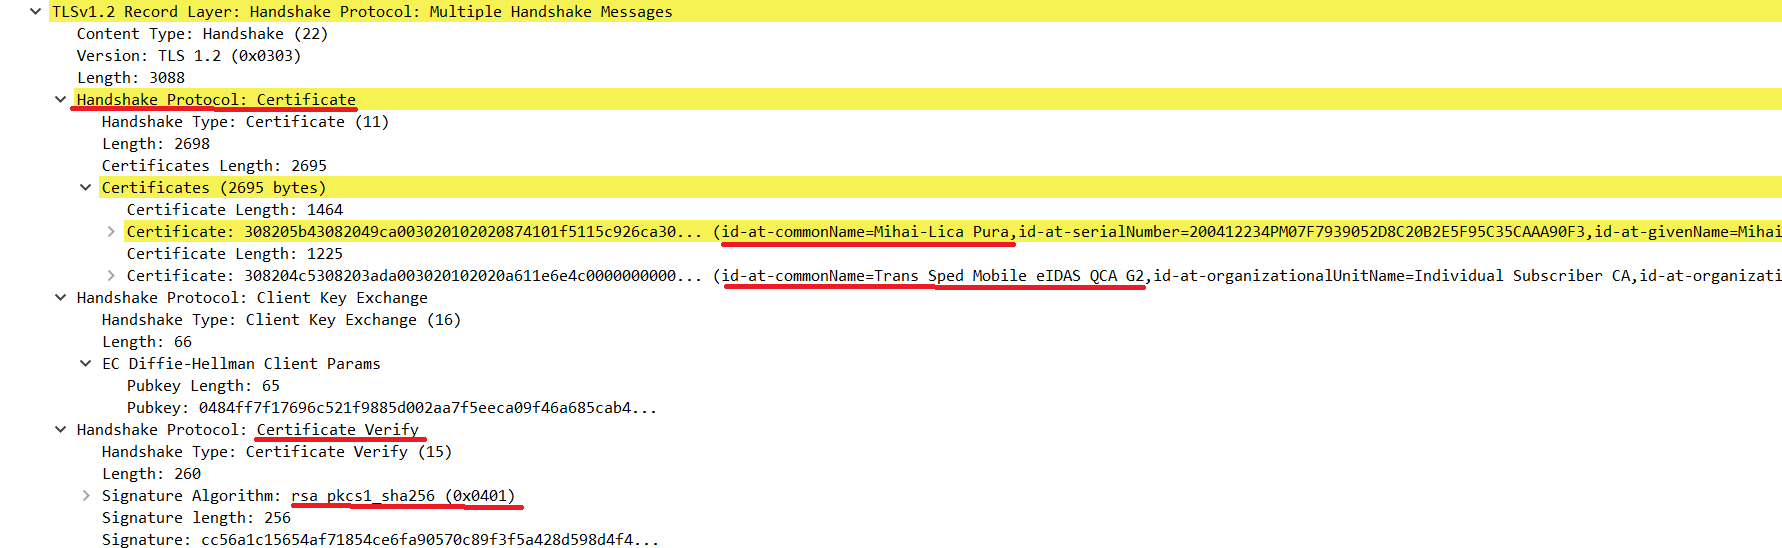 TLSv1.2 Record Layer: Handshake Protocol: Multiple Handshake Messages
Content Type: Handshake (22)
Version: TLS 1.2 (0x0303)
Length: 3088
Handshake Protocol: Certificate
Handshake Type: Certificate (11)
Length: 2698
Certificates Length: 2695
Certificates (2695 bytes)
Certificate Length: 1464
Certificate: 308205b43082049ca003020102020874101f5115c926ca30... (id-at-commonName=Mihai-Lica Pura,id-at-serialNumber=200412234PM07F7939052D8C20B2E5F95C35CAAA90F3,id-at-givenName=Mihai
Certificate Length: 1225
Certificate: 308204c5308203ada003020102020a611e6e4c0000000000... (id-at-commonName=Trans Sped Mobile eIDAS QCA G2,id-at-organizationalUnitName=Individual Subscriber CA,id-at-organizati
Handshake Protocol: Client Key Exchange
Handshake Type: Client Key Exchange (16)
Length: 66
EC Diffie-Hellman Client Params
Pubkey Length: 65
Pubkey: 0484ff7f17696c521f9885d002aa7f5eeca09f46a685cab4...
Handshake Protocol: Certificate Verify
Handshake Type: Certificate Verify (15)
Length: 260
Signature Algorithm: rsa_pkcs1_sha256 (0x0401)
Signature length: 256
Signature: cc56a1c15654af71854ce6fa90570c89f3f5a428d598d4f4...